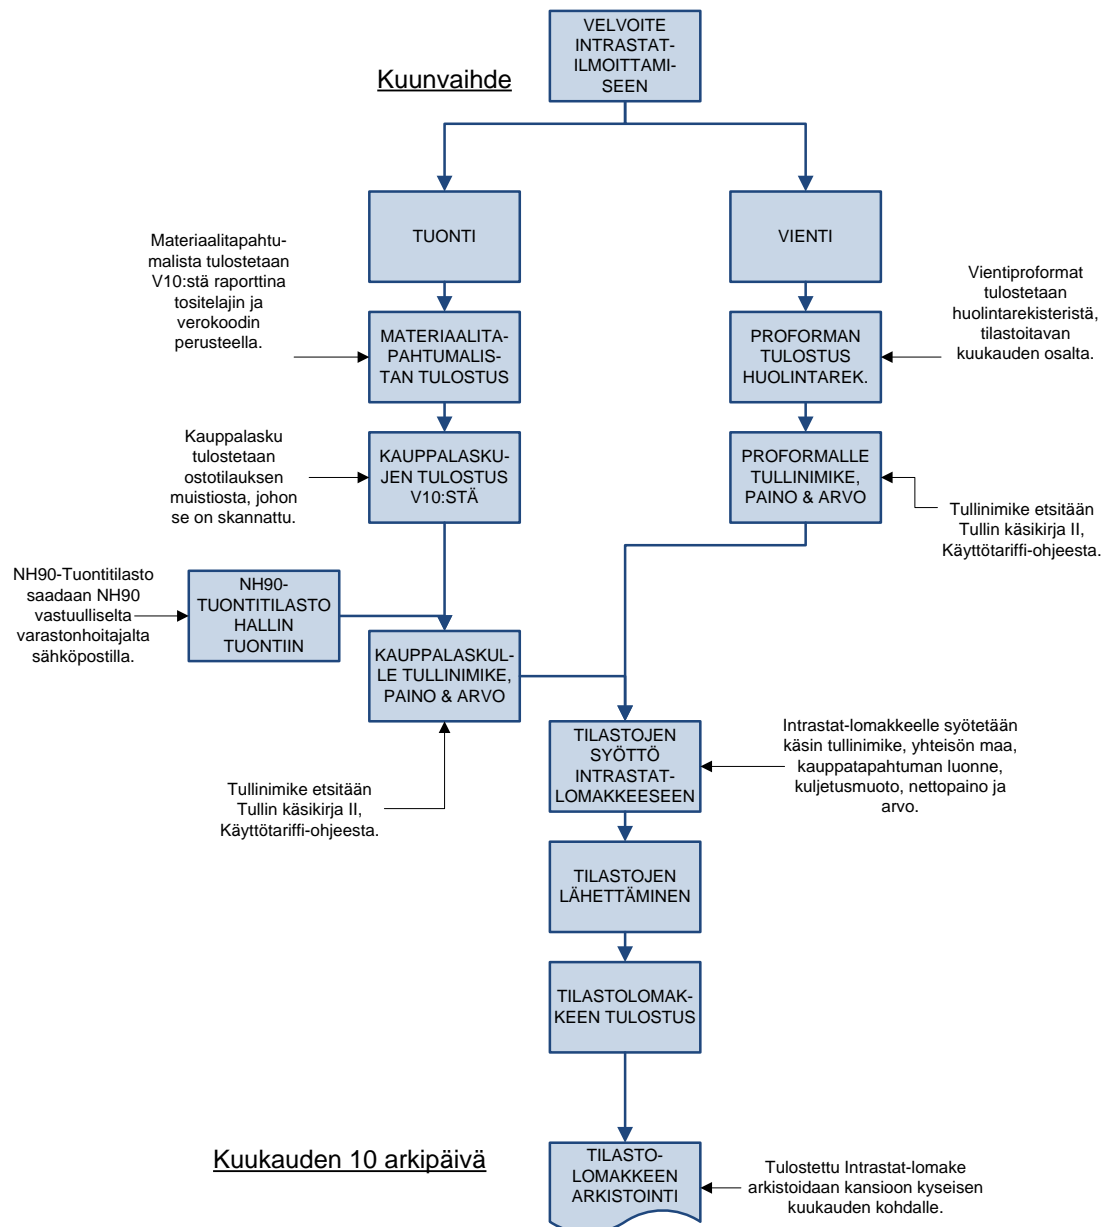 VELVOITE
INTRASTAT-
ILMOITTAMI-
SEEN
Kuunvaihde
TUONTI
VIENTI
Materiaalitapahtu-
malista tulostetaan
V10:stä raporttina
tositelajin ja
verokoodin
perusteella.
Vientiproformat
tulostetaan
huolintarekisteristä,
tilastoitavan
kuukauden osalta.
MATERIAALITA-
PAHTUMALIS-
TAN TULOSTUS
PROFORMAN
TULOSTUS
HUOLINTAREK.
Kauppalasku
tulostetaan
ostotilauksen
muistiosta, johon
se on skannattu.
KAUPPALASKU-
JEN TULOSTUS
V10:STÄ
PROFORMALLE
TULLINIMIKE,
PAINO & ARVO
Tullinimike etsitään
Tullin käsikirja II,
Käyttötariffi-ohjeesta.
NH90-Tuontitilasto
saadaan NH90
vastuulliselta
varastonhoitajalta
sähköpostilla.
NH90-
TUONTITILASTO
HALLIN
TUONTIIN
KAUPPALASKUL-
LE TULLINIMIKE,
PAINO & ARVO
Tullinimike etsitään
Tullin käsikirja II,
Käyttötariffi-ohjeesta.
TILASTOJEN
SYÖTTÖ
INTRASTAT-
LOMAKKEESEEN
Intrastat-lomakkeelle syötetään
käsin tullinimike, yhteisön maa,
kauppatapahtuman luonne,
kuljetusmuoto, nettopaino ja
arvo.
TILASTOJEN
LÄHETTÄMINEN
TILASTOLOMAK-
KEEN TULOSTUS
Kuukauden 10 arkipäivä
TILASTO-
LOMAKKEEN
ARKISTOINTI
Tulostettu Intrastat-lomake
arkistoidaan kansioon kyseisen
kuukauden kohdalle.